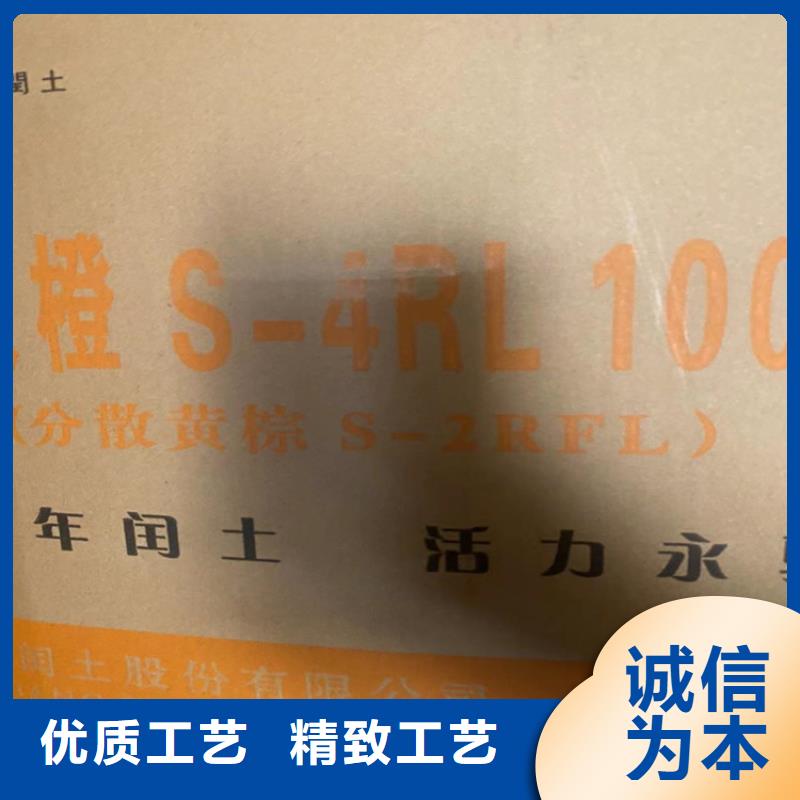 闰土
橙 S-4RL 100
(分散黄棕 S-2RFL)
年闰土 活力永
闰土股份有限公司
优质工艺 精致工艺
诚信
为本